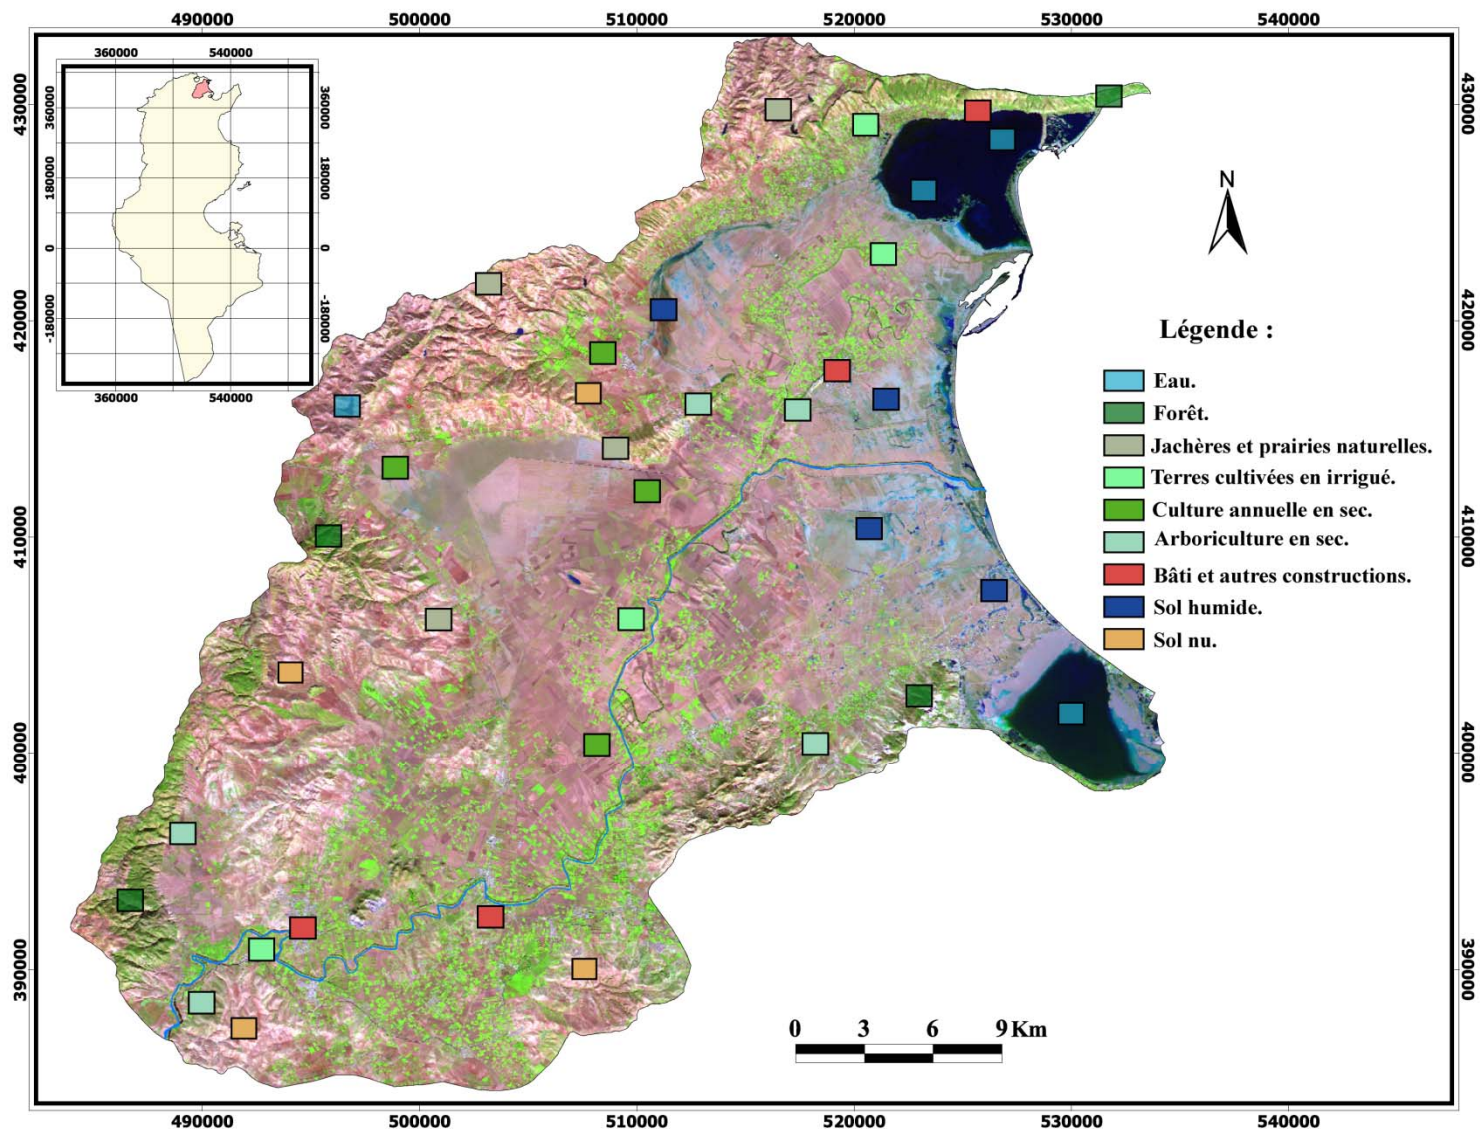 490000 500000 510000 520000 530000 540000
360000 540000
360000 180000 0 -180000
360000 180000 0 -180000
360000 540000
430000 420000 410000 400000 390000
430000 420000 410000 400000 390000
N
Légende :
Eau.
Forêt.
Jachères et prairies naturelles.
Terres cultivées en irrigué.
Culture annuelle en sec.
Arboriculture en sec.
Bâti et autres constructions.
Sol humide.
Sol nu.
0 3 6 9 Km
490000 500000 510000 520000 530000 540000